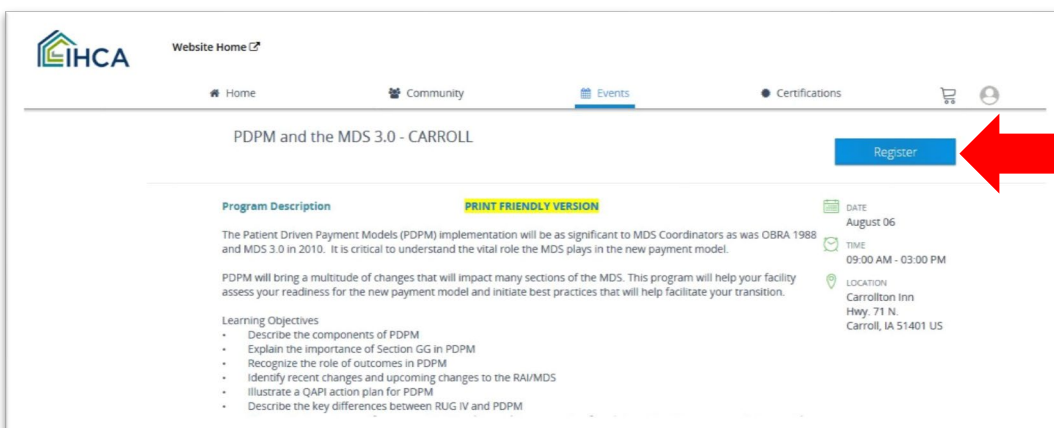 IHCA
Website Home
Home
Community
Events
Certifications
PDPM and the MDS 3.0 - CARROLL
Register
Program Description
PRINT FRIENDLY VERSION
The Patient Driven Payment Models (PDPM) implementation will be as significant to MDS Coordinators as was OBRA 1988
and MDS 3.0 in 2010. It is critical to understand the vital role the MDS plays in the new payment model.
PDPM will bring a multitude of changes that will impact many sections of the MDS. This program will help your facility
assess your readiness for the new payment model and initiate best practices that will help facilitate your transition.
Learning Objectives
• Describe the components of PDPM
• Explain the importance of Section GG in PDPM
• Recognize the role of outcomes in PDPM
• Identify recent changes and upcoming changes to the RAI/MDS
• Illustrate a QAPI action plan for PDPM
• Describe the key differences between RUG IV and PDPM
DATE
August 06
TIME
09:00 AM - 03:00 PM
LOCATION
Carrollton Inn
Hwy. 71 N.
Carroll, IA 51401 US